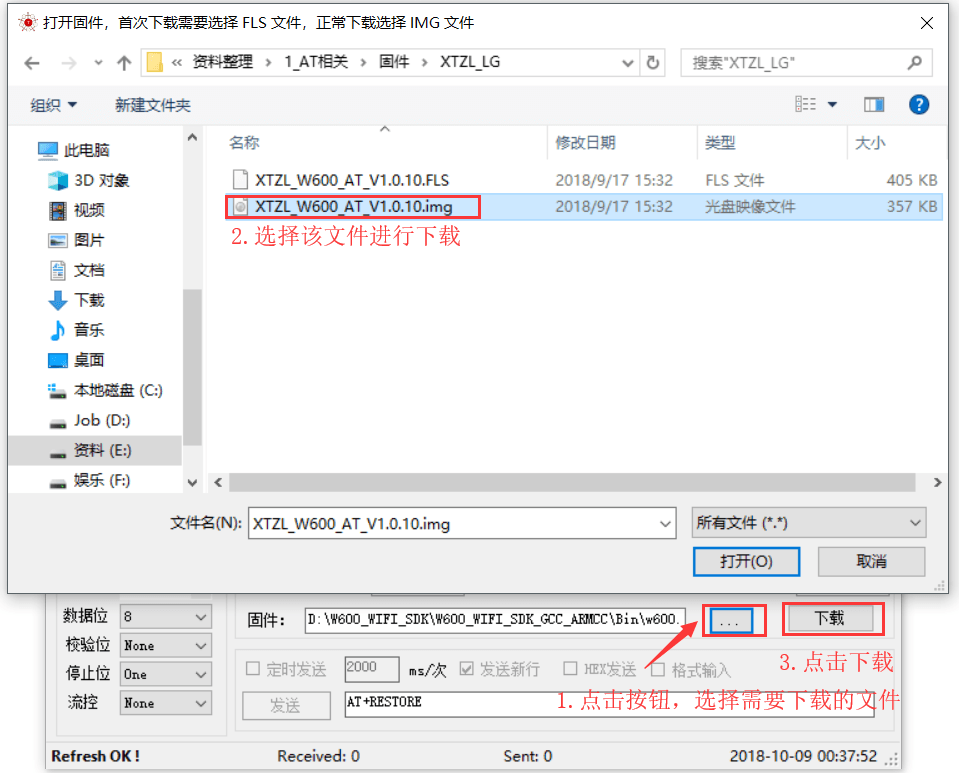 打开固件，首次下载需要选择 FLS 文件，正常下载选择 IMG 文件
« 资料整理 › 1_AT相关 › 固件 › XTZL_LG
搜索"XTZL_LG"
组织 新建文件夹
名称 修改日期 类型 大小
此电脑
3D 对象
视频
图片
文档
下载
音乐
桌面
本地磁盘 (C:)
Job (D:)
资料 (E:)
娱乐 (F:)
XTZL_W600_AT_V1.0.10.FLS 2018/9/17 15:32 FLS 文件 405 KB
XTZL_W600_AT_V1.0.10.img 2018/9/17 15:32 光盘映像文件 357 KB
2.选择该文件进行下载
文件名(N): XTZL_W600_AT_V1.0.10.img 所有文件 (*.*)
打开(O) 取消
数据位 8
校验位 None
停止位 One
流控 None
固件： D:\W600_WIFI_SDK\W600_WIFI_SDK_GCC_ARMCC\Bin\w600. ... 下载
定时发送 2000 ms/次 发送新行 HEX发送 格式输入
3.点击下载
1.点击按钮，选择需要下载的文件
发送 AT+RESTORE
Refresh OK ! Received: 0 Sent: 0 2018-10-09 00:37:52